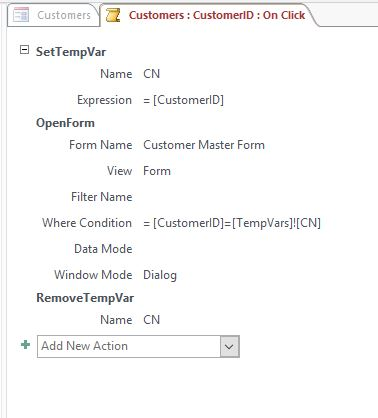 Customers
Customers : CustomerID : On Click
SetTempVar
Name CN
Expression = [CustomerID]
OpenForm
Form Name Customer Master Form
View Form
Filter Name
Where Condition = [CustomerID]=[TempVars]![CN]
Data Mode
Window Mode Dialog
RemoveTempVar
Name CN
Add New Action